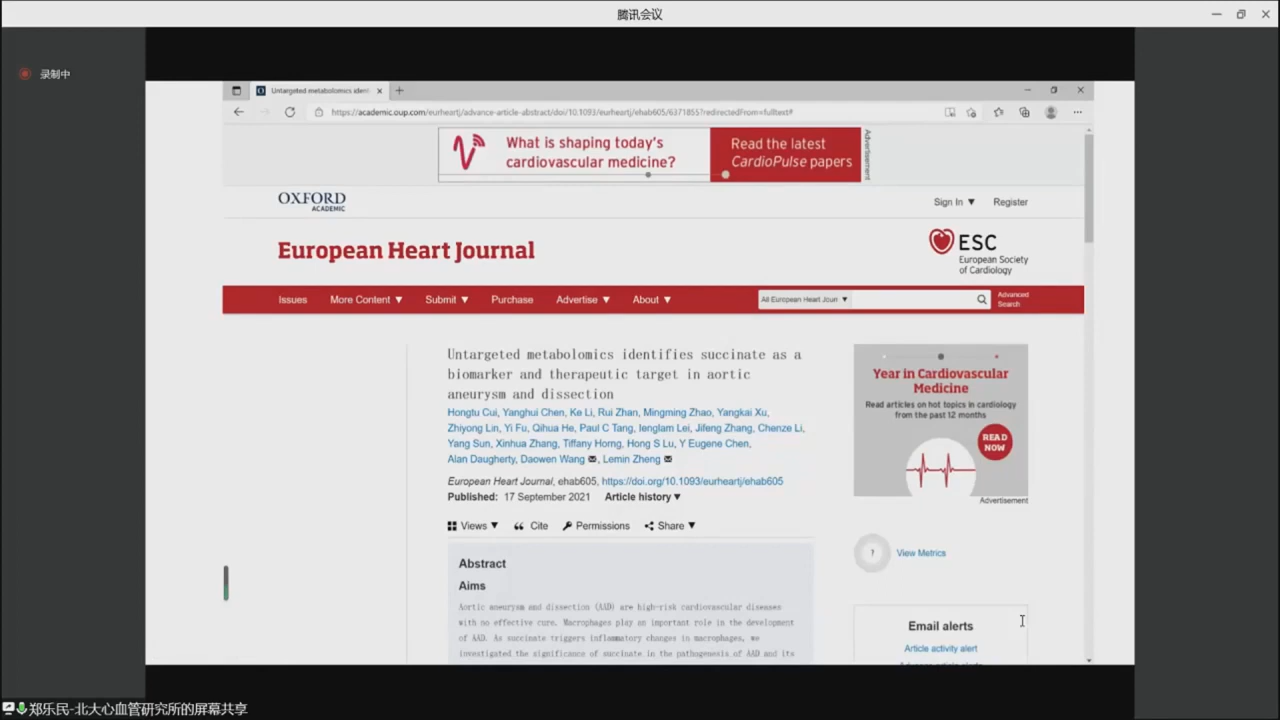 腾讯会议
录制中
Untargeted metabolomics ident
https://academic.oup.com/eurheartj/advance-article-abstract/doi/10.1093/eurheartj/ehab605/6371855?redirectedFrom=fulltext#
What is shaping today's
cardiovascular medicine?
Read the latest
CardioPulse papers
Advertisement
OXFORD
ACADEMIC
Sign In ▼ Register
European Heart Journal
ESC
European Society
of Cardiology
Issues More Content ▼ Submit ▼ Purchase Advertise ▼ About ▼
All European Heart Journ ▼
Advanced
Search
Untargeted metabolomics identifies succinate as a
biomarker and therapeutic target in aortic
aneurysm and dissection
Hongtu Cui, Yanghui Chen, Ke Li, Rui Zhan, Mingming Zhao, Yangkai Xu,
Zhiyong Lin, Yi Fu, Qihua He, Paul C Tang, Ienglam Lei, Jifeng Zhang, Chenze Li,
Yang Sun, Xinhua Zhang, Tiffany Horng, Hong S Lu, Y Eugene Chen,
Alan Daugherty, Daowen Wang, Lemin Zheng
European Heart Journal, ehab605, https://doi.org/10.1093/eurheartj/ehab605
Published: 17 September 2021 Article history ▼
Views ▼ Cite Permissions Share ▼
Abstract
Aims
Aortic aneurysm and dissection (AAD) are high-risk cardiovascular diseases
with no effective cure. Macrophages play an important role in the development
of AAD. As succinate triggers inflammatory changes in macrophages, we
investigated the significance of succinate in the pathogenesis of AAD and its
Year in Cardiovascular
Medicine
Read articles on hot topics in cardiology
from the past 12 months
READ
NOW
Advertisement
?
View Metrics
Email alerts
Article activity alert
郑乐民-北大心血管研究所的屏幕共享